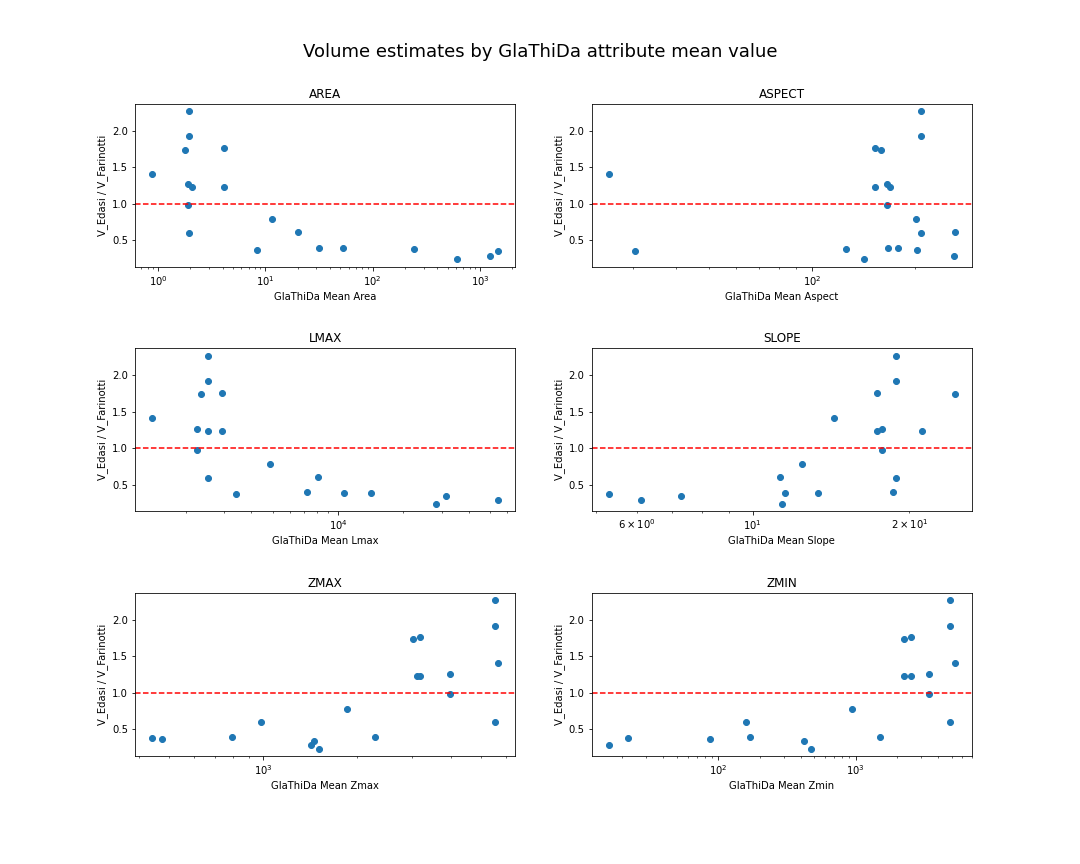 Volume estimates by GlaThiDa attribute mean value
AREA
V_Edasi / V_Farinotti
2.0
1.5
1.0
0.5
10⁰
10¹
10²
10³
GlaThiDa Mean Area
ASPECT
V_Edasi / V_Farinotti
2.0
1.5
1.0
0.5
10²
GlaThiDa Mean Aspect
LMAX
V_Edasi / V_Farinotti
2.0
1.5
1.0
0.5
10⁴
GlaThiDa Mean Lmax
SLOPE
V_Edasi / V_Farinotti
2.0
1.5
1.0
0.5
6 × 10⁰
10¹
2 × 10¹
GlaThiDa Mean Slope
ZMAX
V_Edasi / V_Farinotti
2.0
1.5
1.0
0.5
10³
GlaThiDa Mean Zmax
ZMIN
V_Edasi / V_Farinotti
2.0
1.5
1.0
0.5
10²
10³
GlaThiDa Mean Zmin